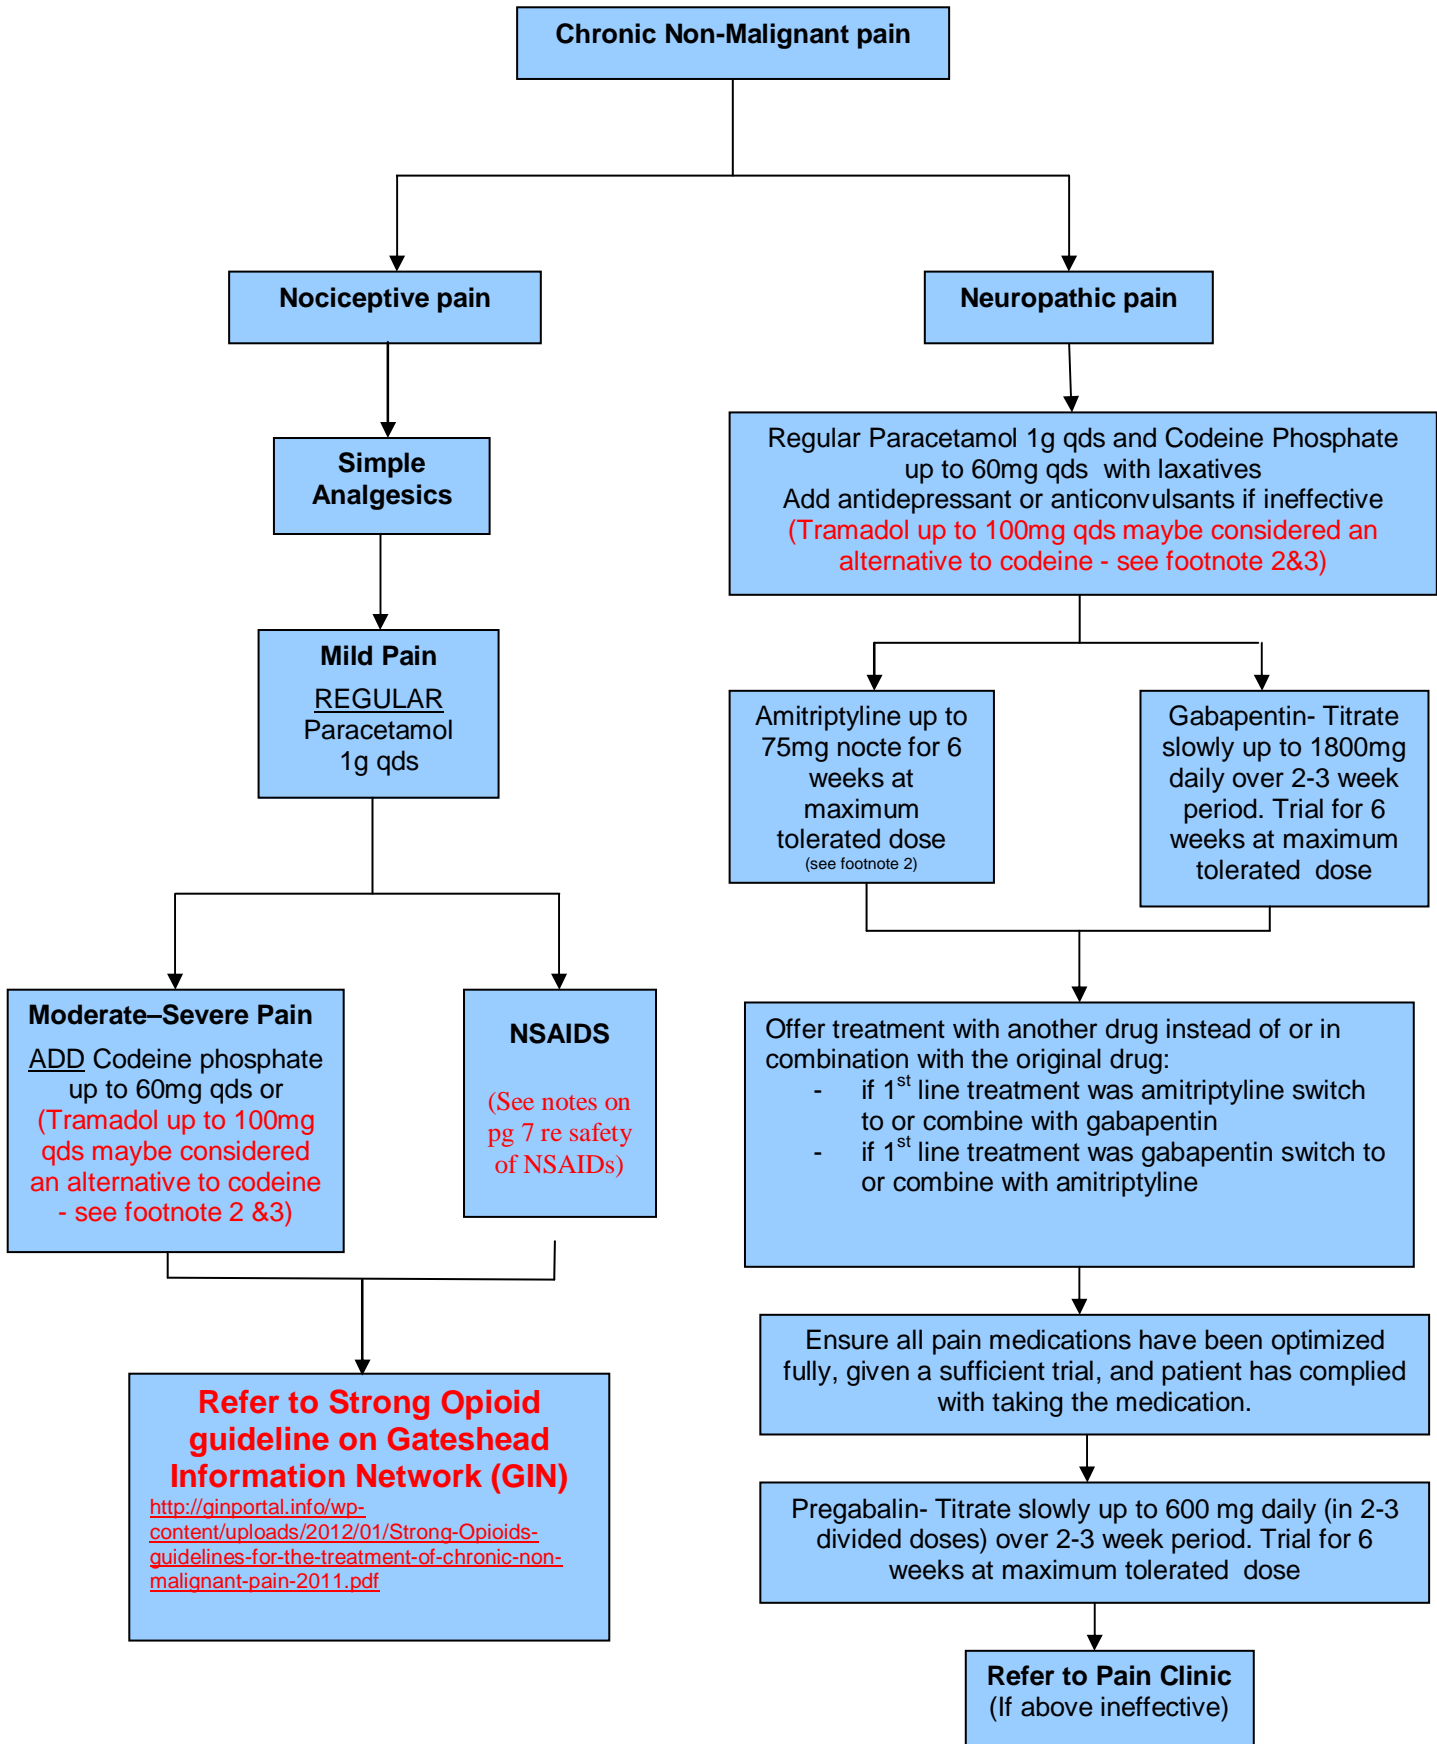 Chronic Non-Malignant pain
Nociceptive pain
Neuropathic pain
Simple
Analgesics
Regular Paracetamol 1g qds and Codeine Phosphate
up to 60mg qds with laxatives
Add antidepressant or anticonvulsants if ineffective
(Tramadol up to 100mg qds maybe considered an
alternative to codeine - see footnote 2&3)
Mild Pain
REGULAR
Paracetamol
1g qds
Amitriptyline up to
75mg nocte for 6
weeks at
maximum
tolerated dose
(see footnote 2)
Gabapentin- Titrate
slowly up to 1800mg
daily over 2-3 week
period. Trial for 6
weeks at maximum
tolerated dose
Moderate–Severe Pain
ADD Codeine phosphate
up to 60mg qds or
(Tramadol up to 100mg
qds maybe considered
an alternative to codeine
- see footnote 2 &3)
NSAIDS
(See notes on
pg 7 re safety
of NSAIDs)
Offer treatment with another drug instead of or in
combination with the original drug:
- if 1st line treatment was amitriptyline switch
to or combine with gabapentin
- if 1st line treatment was gabapentin switch to
or combine with amitriptyline
Ensure all pain medications have been optimized
fully, given a sufficient trial, and patient has complied
with taking the medication.
Refer to Strong Opioid
guideline on Gateshead
Information Network (GIN)
http://ginportal.info/wp-
content/uploads/2012/01/Strong-Opioids-
guidelines-for-the-treatment-of-chronic-non-
malignant-pain-2011.pdf
Pregabalin- Titrate slowly up to 600 mg daily (in 2-3
divided doses) over 2-3 week period. Trial for 6
weeks at maximum tolerated dose
Refer to Pain Clinic
(If above ineffective)